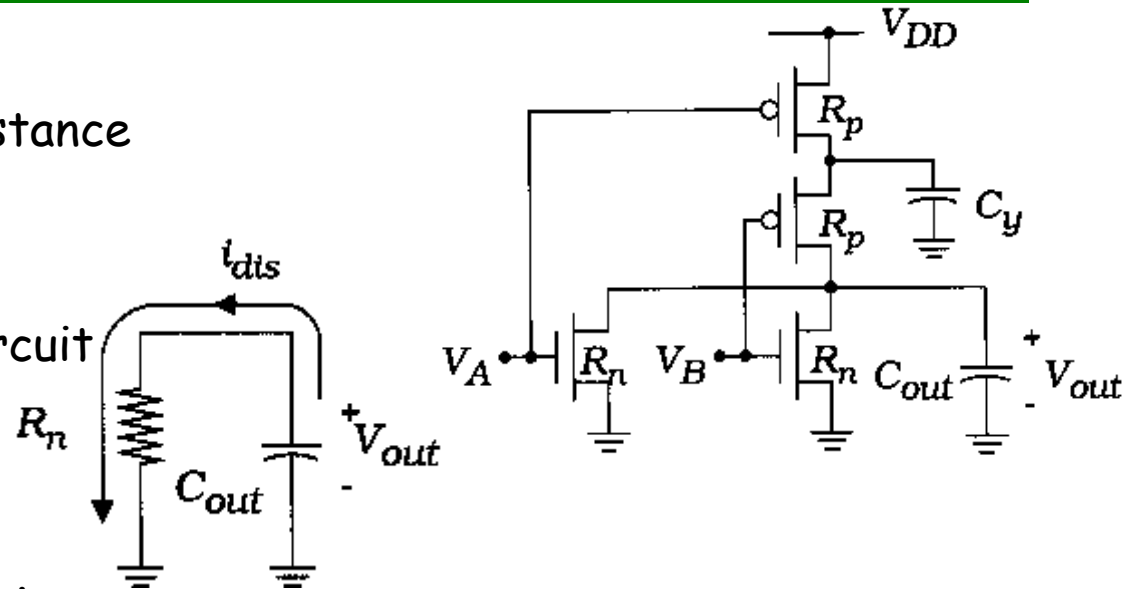 V_DD
R_p
stance
C_y
R_p
i_dis
rcuit
V_A
R_n
V_B
R_n
C_out
+
V_out
-
R_n
C_out
+
V_out
-